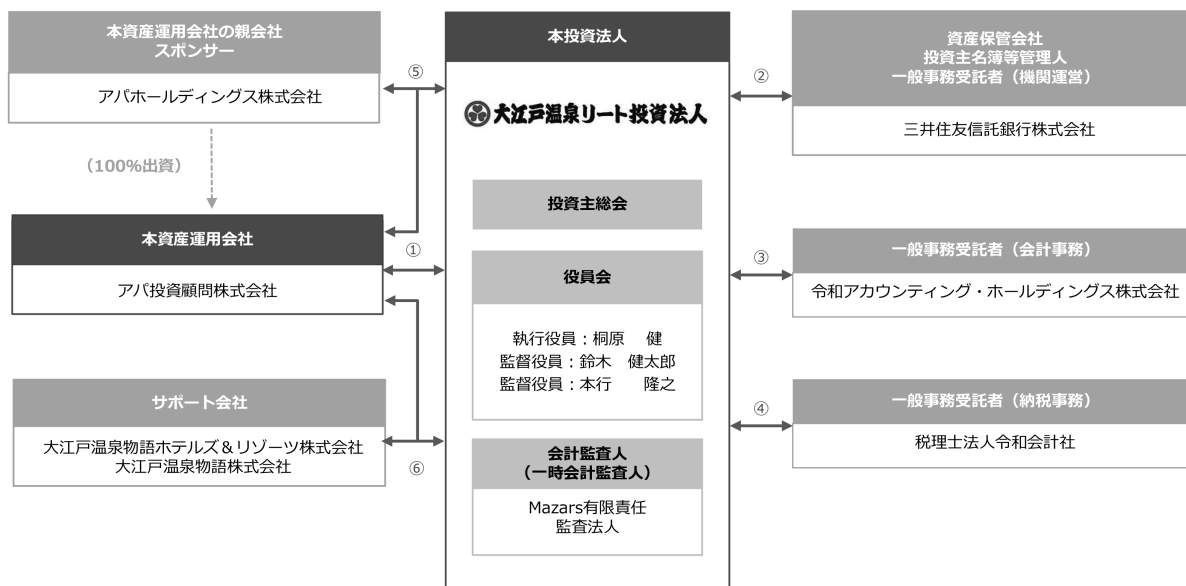 本資産運用会社の親会社
スポンサー
アパホールディングス株式会社
（100％出資）
本資産運用会社
アパ投資顧問株式会社
サポート会社
大江戸温泉物語ホテルズ＆リゾーツ株式会社
大江戸温泉物語株式会社
⑤
①
⑥
本投資法人
大江戸温泉リート投資法人
投資主総会
役員会
執行役員：桐原　健
監督役員：鈴木　健太郎
監督役員：本行　　隆之
会計監査人
（一時会計監査人）
Mazars有限責任
監査法人
②
③
④
資産保管会社
投資主名簿等管理人
一般事務受託者（機関運営）
三井住友信託銀行株式会社
一般事務受託者（会計事務）
令和アカウンティング・ホールディングス株式会社
一般事務受託者（納税事務）
税理士法人令和会計社